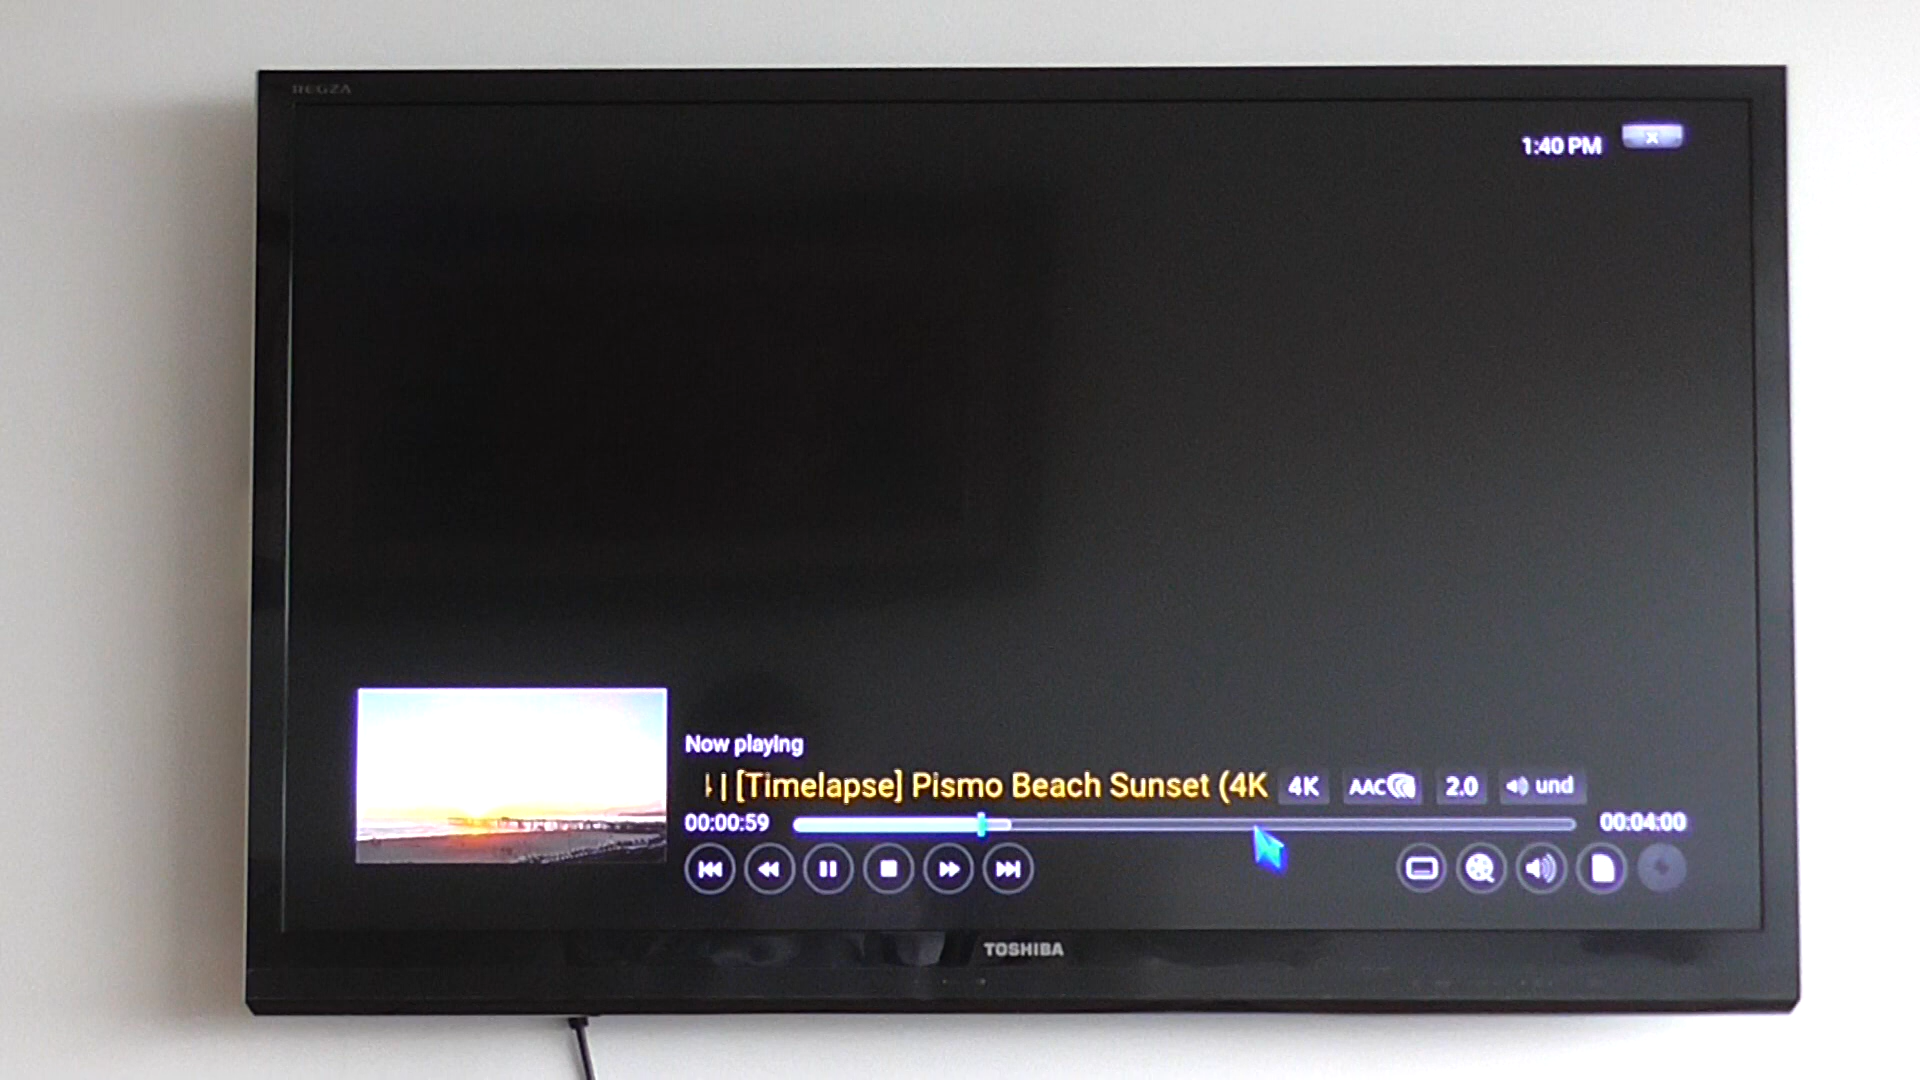 REGZA
1:40 PM
Now playing
| [Timelapse] Pismo Beach Sunset (4K
4K
AAC
2.0
und
00:00:59
00:04:00
TOSHIBA